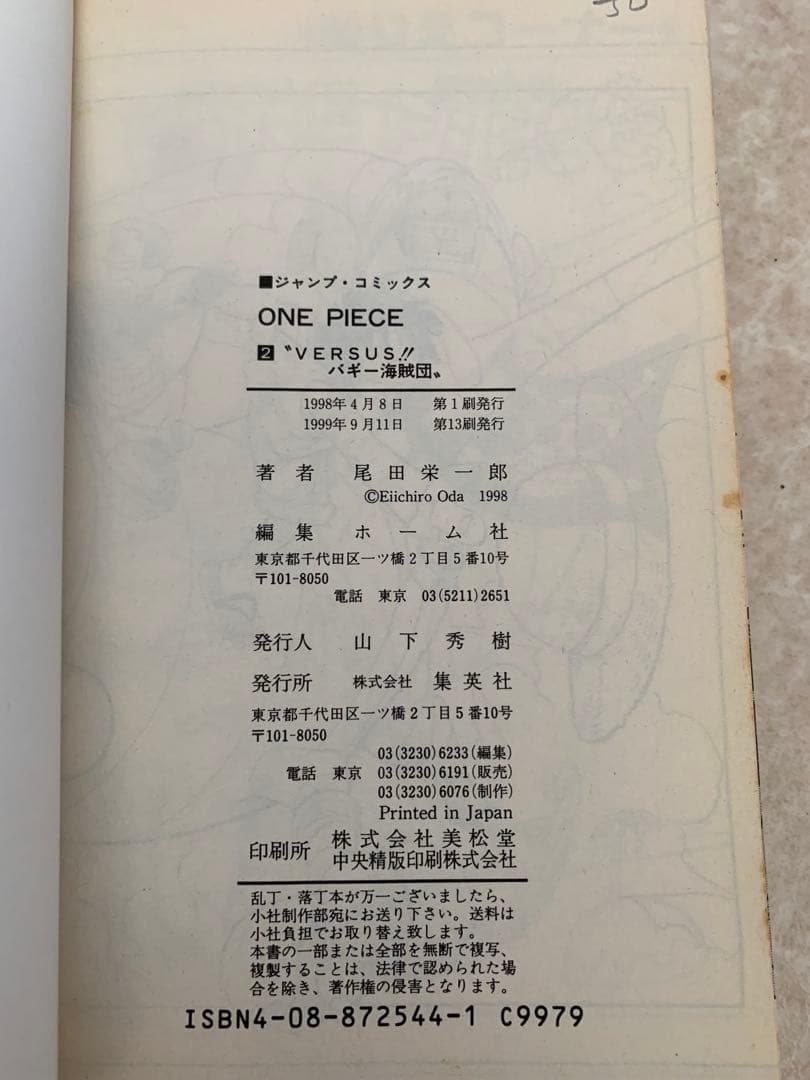 ■ジャンプ・コミックス
ONE PIECE
2 〝VERSUS!!
バギー海賊団〟
1998年4月8日 第1刷発行
1999年9月11日 第13刷発行
著者 尾田栄一郎
©Eiichiro Oda 1998
編集 ホーム社
東京都千代田区一ツ橋2丁目5番10号
〒101-8050
電話 東京 03(5211)2651
発行人 山下秀樹
発行所 株式会社 集英社
東京都千代田区一ツ橋2丁目5番10号
〒101-8050
03(3230)6233(編集)
電話 東京 03(3230)6191(販売)
03(3230)6076(制作)
Printed in Japan
印刷所 株式会社美松堂
中央精版印刷株式会社
乱丁・落丁本が万一ございましたら、
小社制作部宛にお送り下さい。送料は
小社負担でお取り替え致します。
本書の一部または全部を無断で複写、
複製することは、法律で認められた場
合を除き、著作権の侵害となります。
ISBN4-08-872544-1 C9979